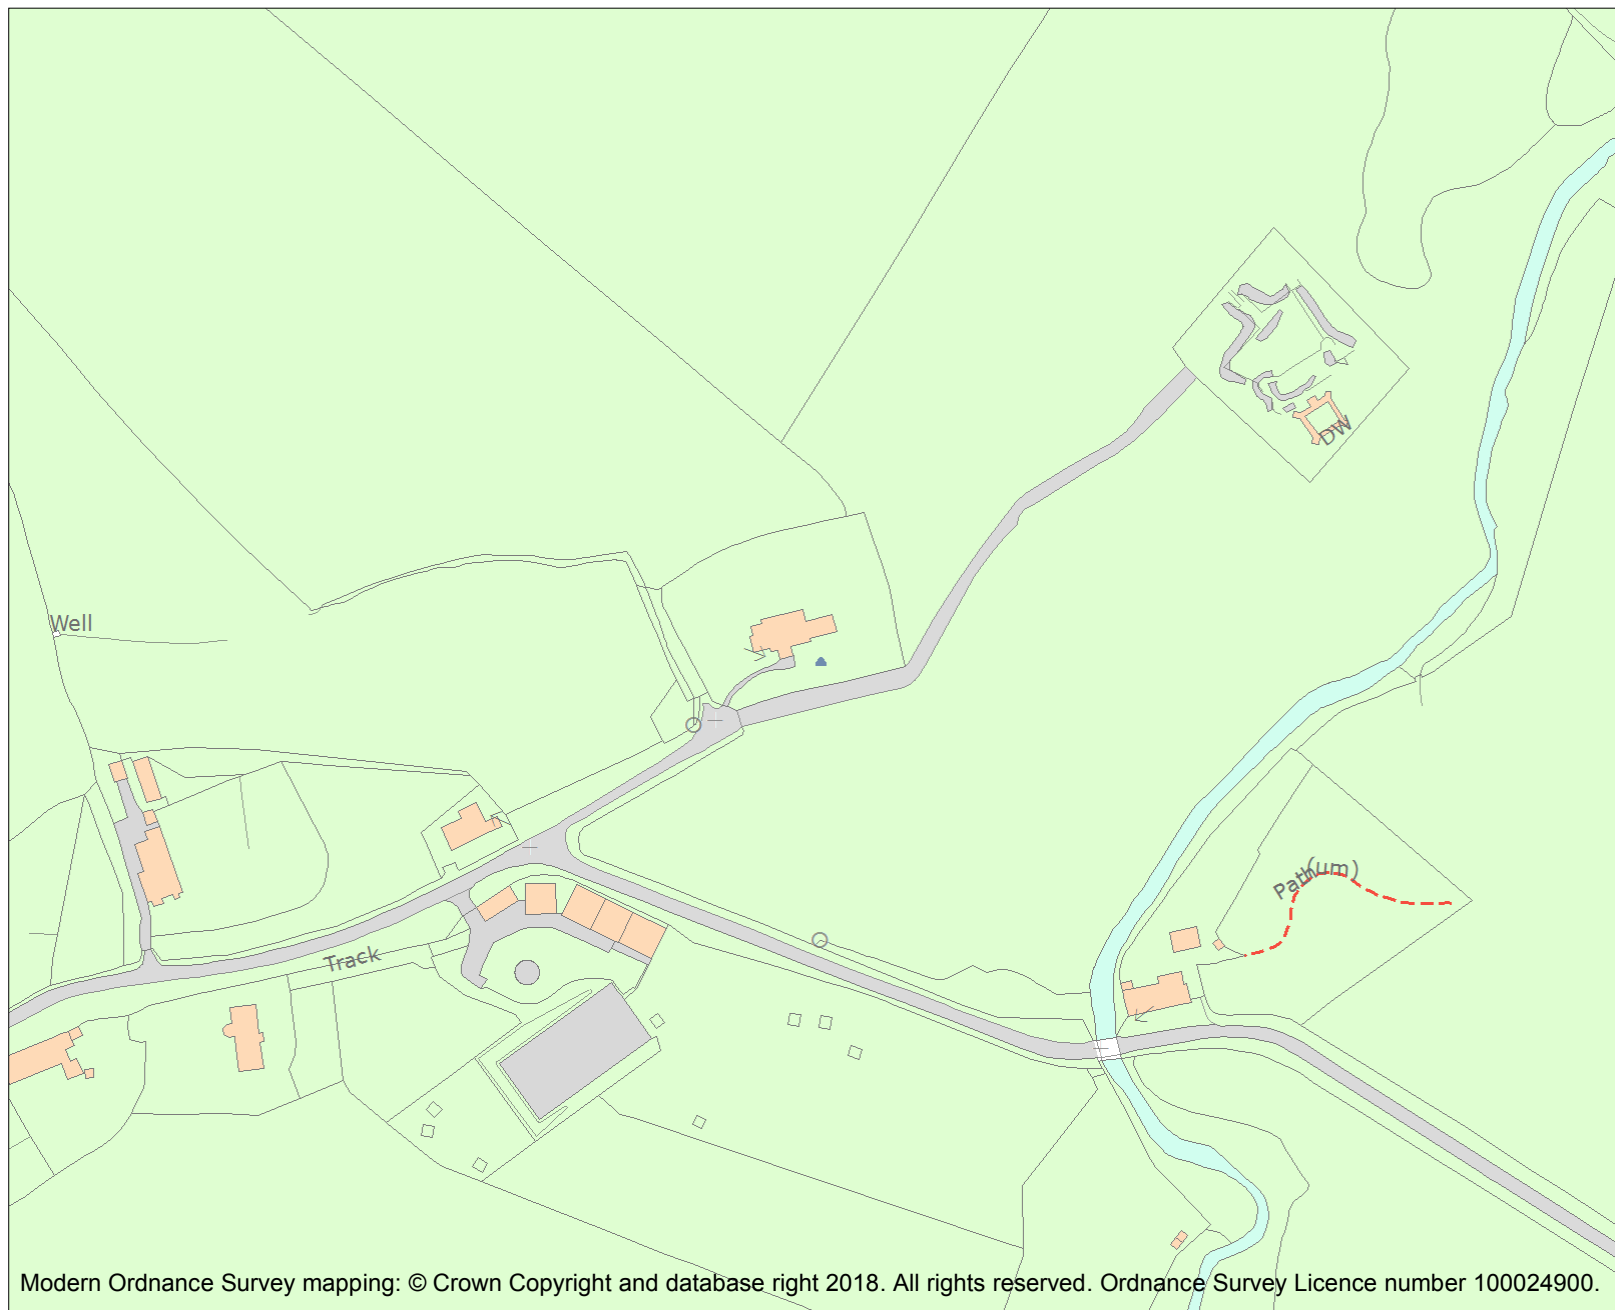 DW
Well
Path(um)
Track
Modern Ordnance Survey mapping: © Crown Copyright and database right 2018. All rights reserved. Ordnance Survey Licence number 100024900.